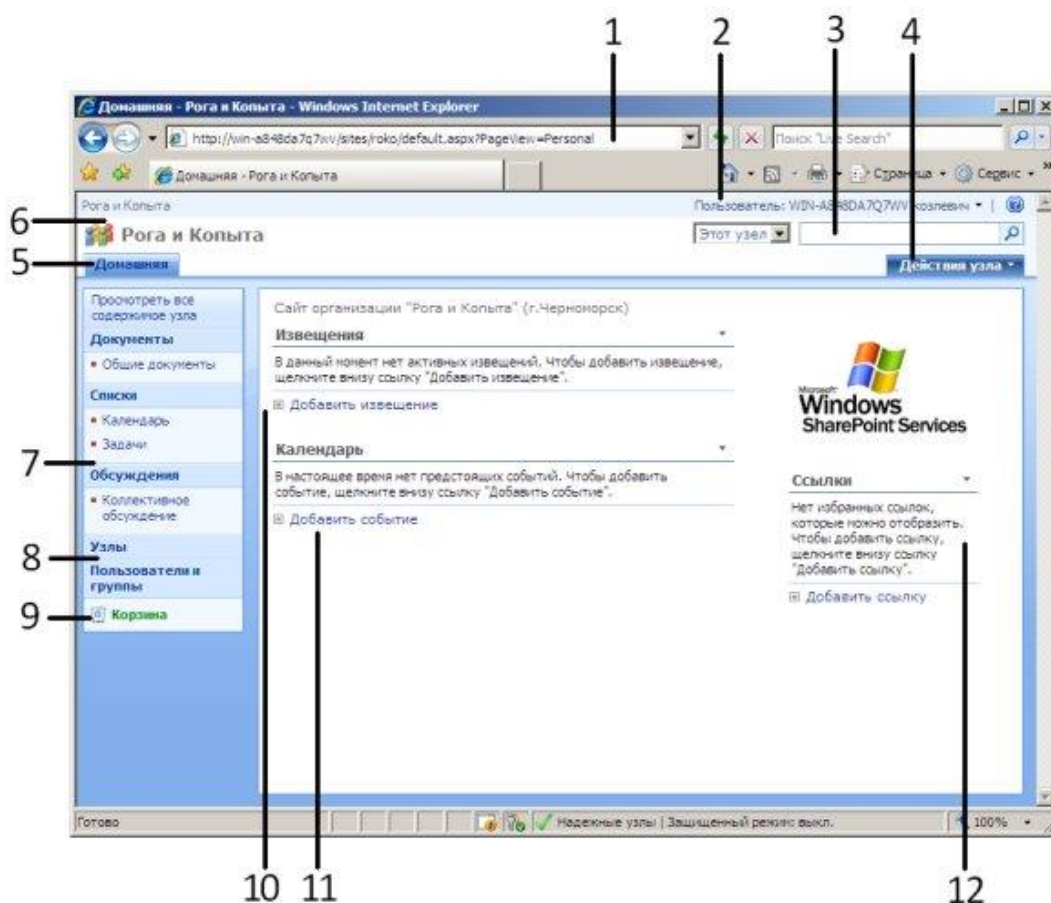 1 2 3 4
Домашняя - Рога и Копыта - Windows Internet Explorer
http://win-a848da7q7wv/sites/roko/default.aspx?PageView=Personal
Поиск "Live Search"
Домашняя - Рога и Копыта
Страница
Сервис
Рога и Копыта
Пользователь: WIN-A848DA7Q7WV\козлевич
6
Рога и Копыта
Этот узел
5
Домашняя
Действия узла
Просмотреть все
содержимое узла
Документы
Общие документы
Списки
Календарь
Задачи
7
Обсуждения
Коллективное
обсуждение
Узлы
8
Пользователи и
группы
9
Корзина
Сайт организации "Рога и Копыта" (г.Черноморск)
Извещения
В данный момент нет активных извещений. Чтобы добавить извещение,
щелкните внизу ссылку "Добавить извещение".
Добавить извещение
Календарь
В настоящее время нет предстоящих событий. Чтобы добавить
событие, щелкните внизу ссылку "Добавить событие".
Добавить событие
Microsoft
Windows
SharePoint Services
Ссылки
Нет избранных ссылок,
которые можно отобразить.
Чтобы добавить ссылку,
щелкните внизу ссылку
"Добавить ссылку".
Добавить ссылку
Готово
Надежные узлы | Защищенный режим: выкл.
100%
10 11 12